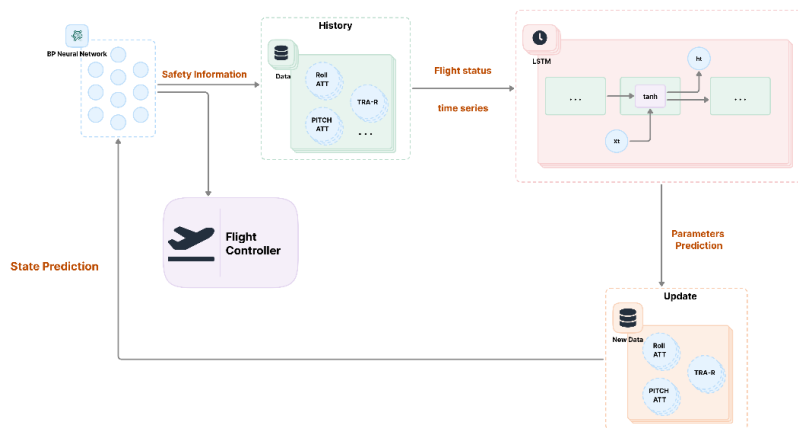 BP Neural Network
Safety Information
History
Data
Roll
ATT
TRA-R
PITCH
ATT
...
Flight status
time series
LSTM
ht
...
tanh
...
Xt
Flight
Controller
State Prediction
Parameters
Prediction
Update
New Data
Roll
ATT
TRA-R
PITCH
ATT